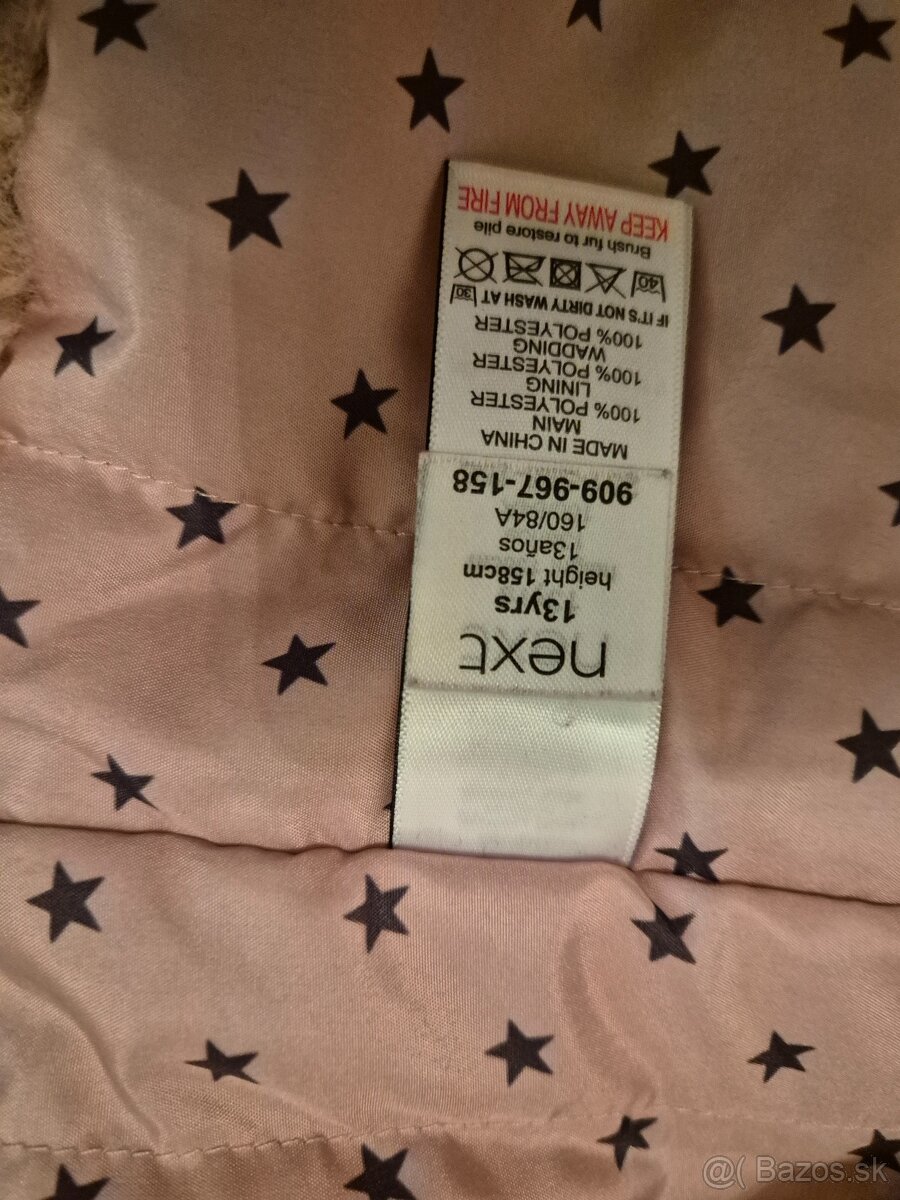 next
13yrs
height 158cm
13años
160/84A
909-967-158
MADE IN CHINA
MAIN
100% POLYESTER
LINING
100% POLYESTER
WADDING
100% POLYESTER
IF IT'S NOT DIRTY WASH AT 30
40
Brush fur to restore pile
KEEP AWAY FROM FIRE
@( Bazos.sk